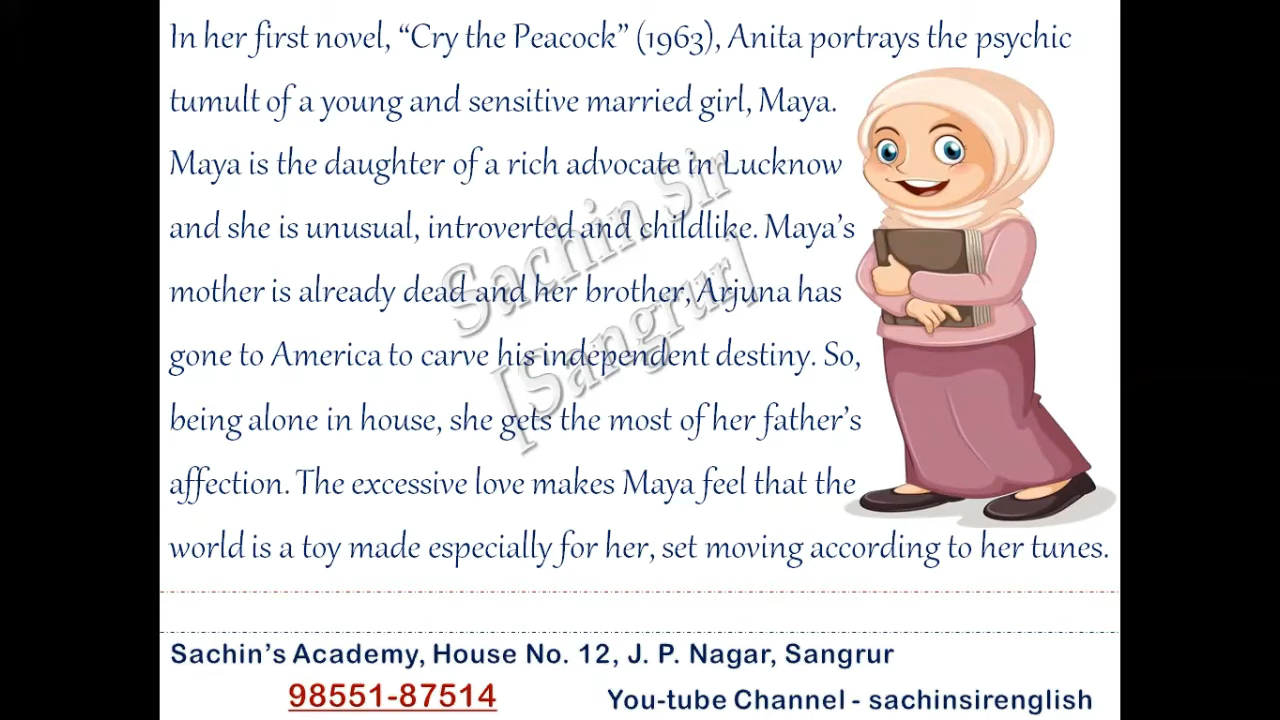 In her first novel, “Cry the Peacock” (1963), Anita portrays the psychic
tumult of a young and sensitive married girl, Maya.
Maya is the daughter of a rich advocate in Lucknow
and she is unusual, introverted and childlike. Maya’s
mother is already dead and her brother, Arjuna has
gone to America to carve his independent destiny. So,
being alone in house, she gets the most of her father’s
affection. The excessive love makes Maya feel that the
world is a toy made especially for her, set moving according to her tunes.
Sachin Sir
[Sangrur]
Sachin’s Academy, House No. 12, J. P. Nagar, Sangrur
98551-87514 You-tube Channel - sachinsirenglish